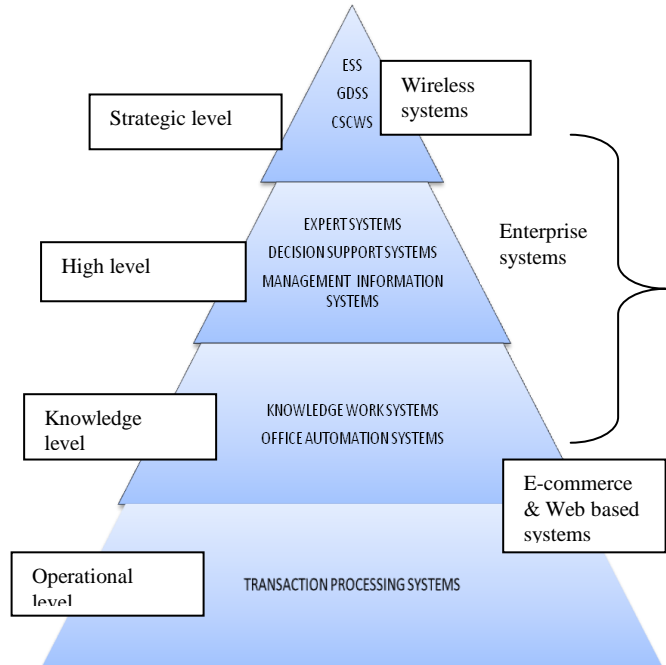 ESS
GDSS
CSCWS
Wireless
systems
Strategic level
EXPERT SYSTEMS
DECISION SUPPORT SYSTEMS
MANAGEMENT INFORMATION
SYSTEMS
High level
Enterprise
systems
KNOWLEDGE WORK SYSTEMS
OFFICE AUTOMATION SYSTEMS
Knowledge
level
E-commerce
& Web based
systems
Operational
level
TRANSACTION PROCESSING SYSTEMS